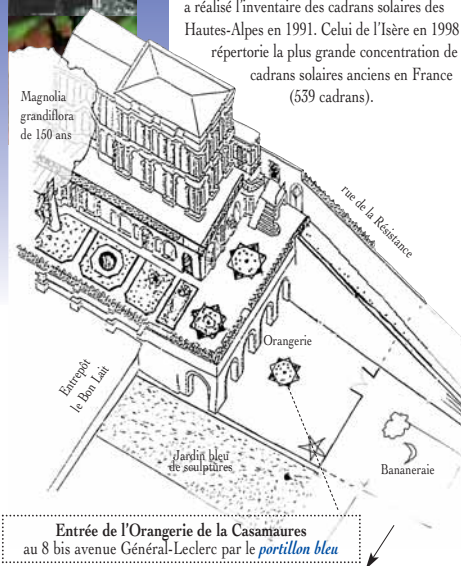 a réalisé l'inventaire des cadrans solaires des
Hautes-Alpes en 1991. Celui de l'Isère en 1998
répertorie la plus grande concentration de
cadrans solaires anciens en France
(539 cadrans).
Magnolia
grandiflora
de 150 ans
rue de la Résistance
Orangerie
Entrepôt
le Bon Lait
Jardin bleu
de sculptures
Bananeraie
Entrée de l'Orangerie de la Casamaures
au 8 bis avenue Général-Leclerc par le portillon bleu